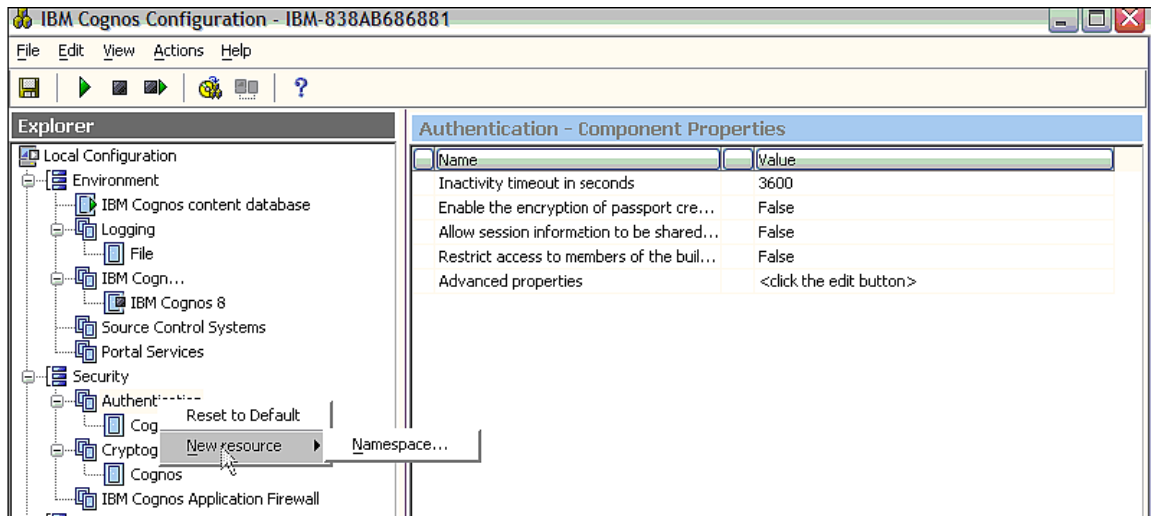 IBM Cognos Configuration - IBM-838AB686881
File Edit View Actions Help
Explorer
Authentication - Component Properties
Local Configuration
Name Value
Environment
Inactivity timeout in seconds 3600
IBM Cognos content database
Enable the encryption of passport cre... False
Logging
Allow session information to be shared... False
File
Restrict access to members of the buil... False
IBM Cogn...
Advanced properties <click the edit button>
IBM Cognos 8
Source Control Systems
Portal Services
Security
Reset to Default
Cog
New resource Namespace...
Cryptog
Cognos
IBM Cognos Application Firewall